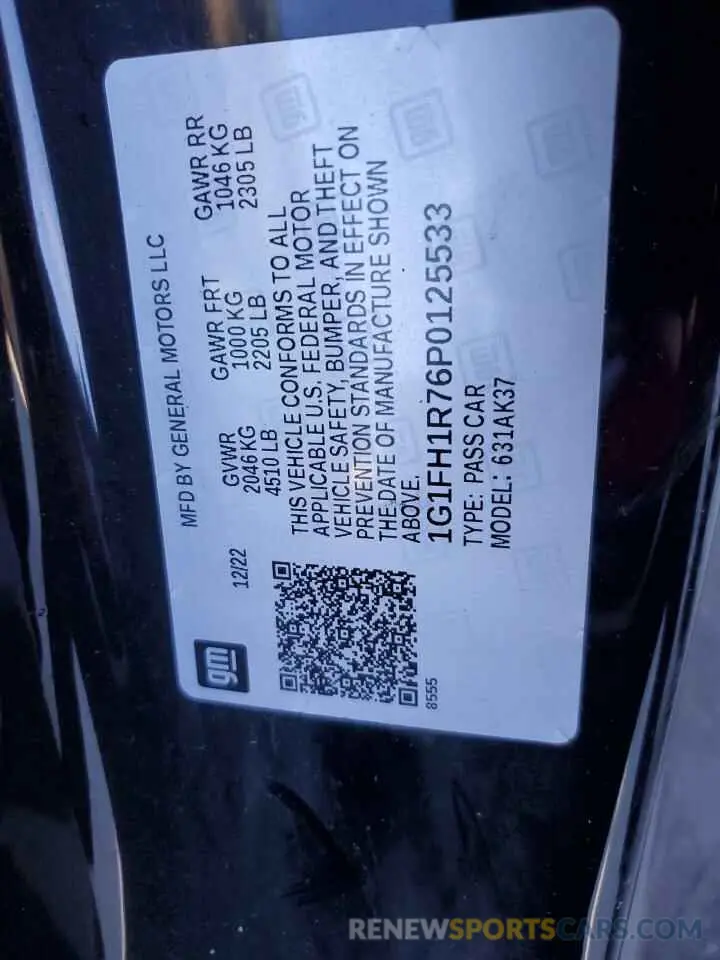 MFD BY GENERAL MOTORS LLC
GVWR GAWR FRT GAWR RR
2046 KG 1000 KG 1046 KG
4510 LB 2205 LB 2305 LB
12/22
THIS VEHICLE CONFORMS TO ALL
APPLICABLE U.S. FEDERAL MOTOR
VEHICLE SAFETY, BUMPER, AND THEFT
PREVENTION STANDARDS IN EFFECT ON
THE DATE OF MANUFACTURE SHOWN
ABOVE.
1G1FH1R76P0125533
TYPE: PASS CAR
MODEL: 631AK37
gm
8555
RENEWSPORTSCARS.COM